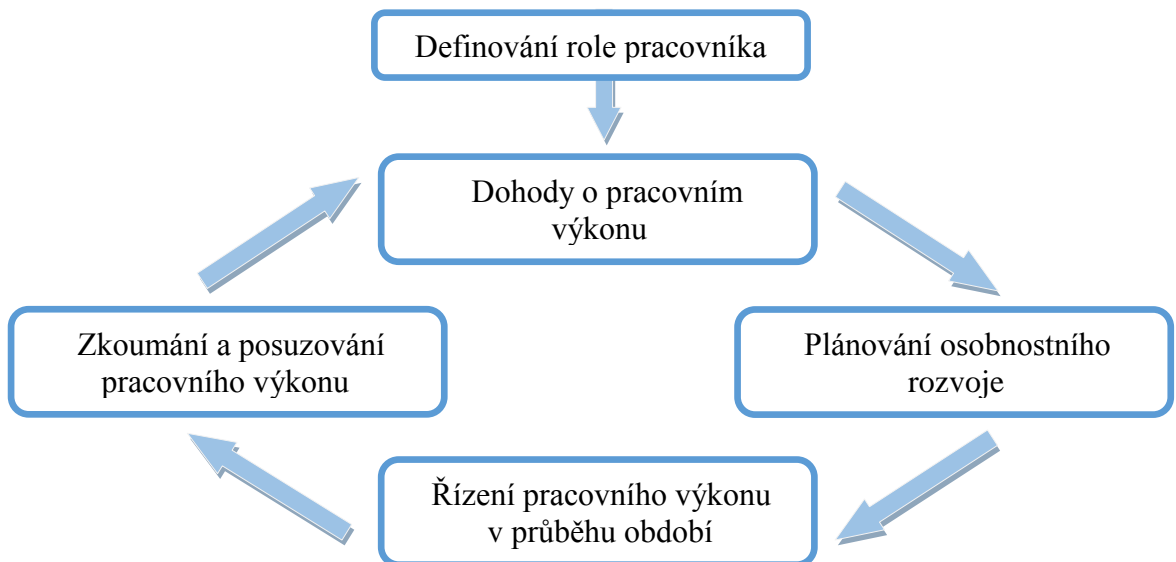 Definování role pracovníka
Dohody o pracovním
výkonu
Zkoumání a posuzování
pracovního výkonu
Plánování osobnostního
rozvoje
Řízení pracovního výkonu
v průběhu období